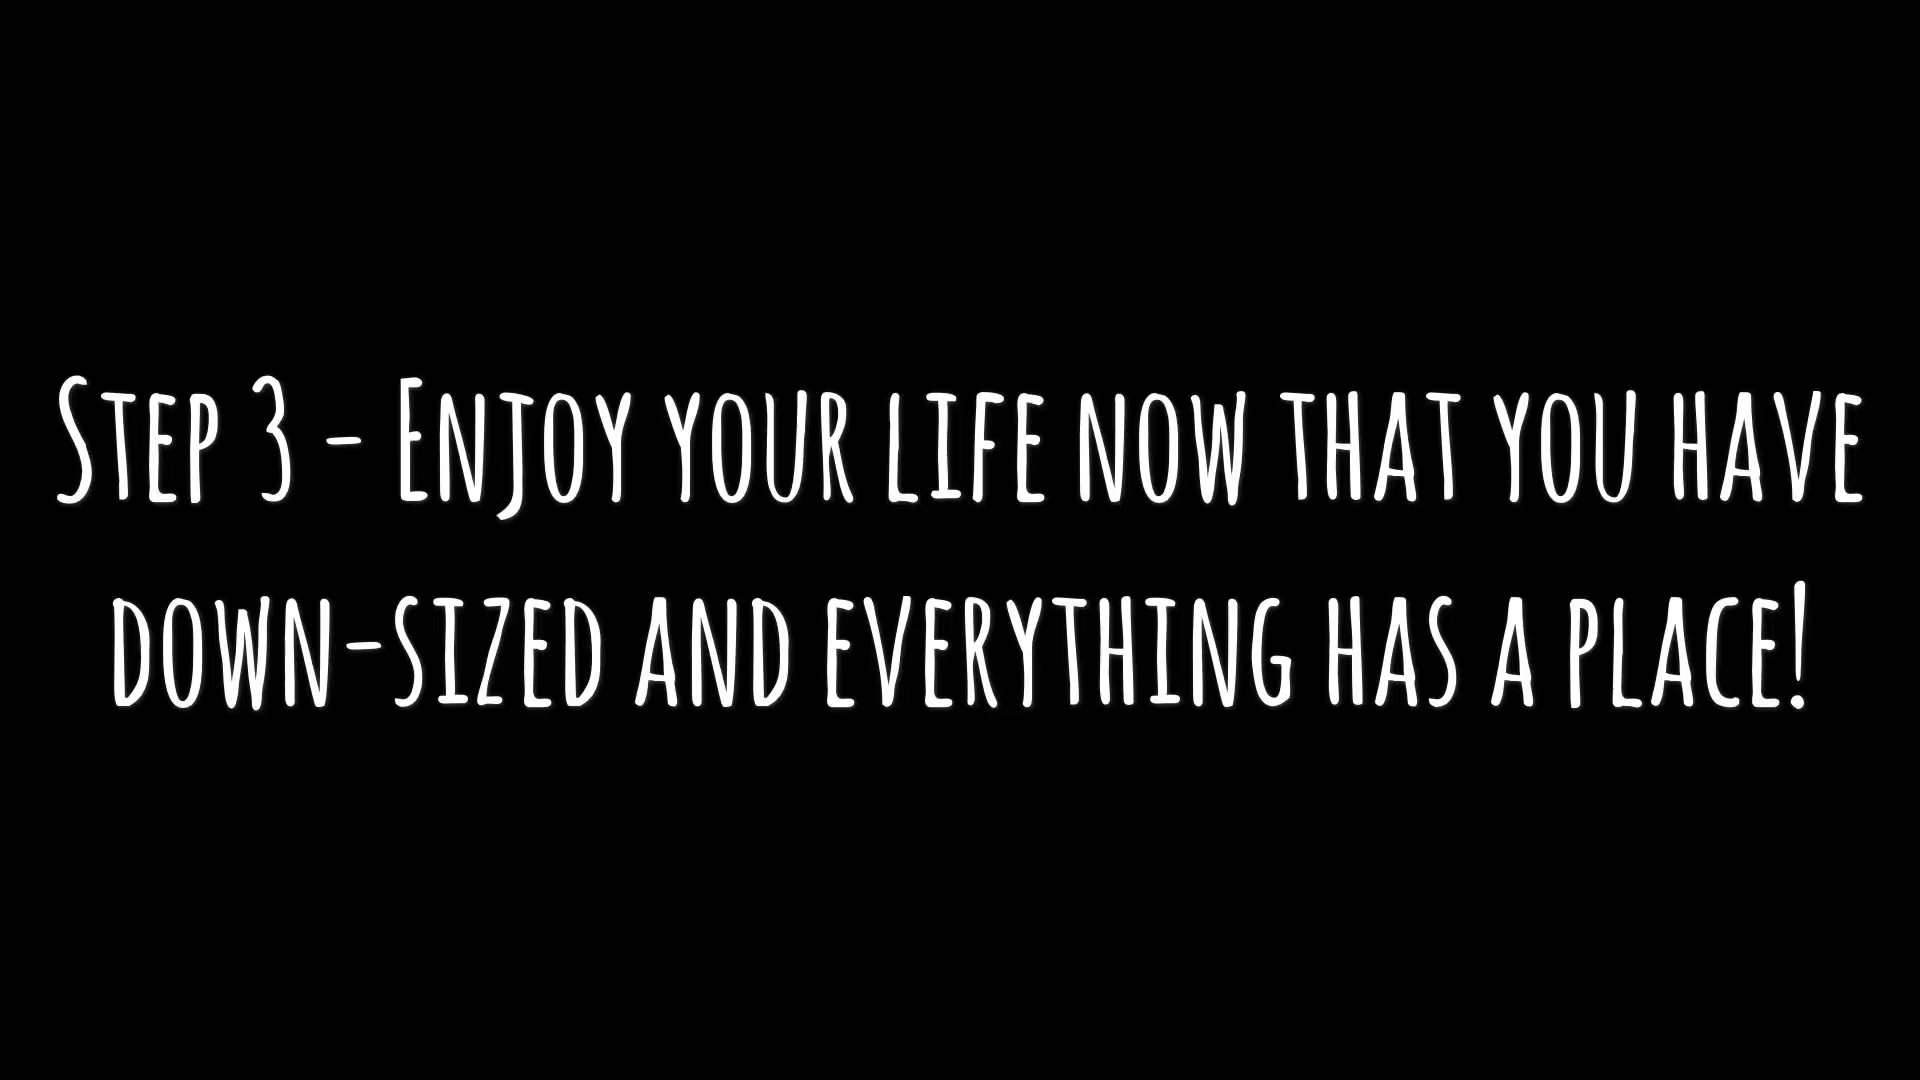 Step 3 - Enjoy your life now that you have
down-sized and everything has a place!